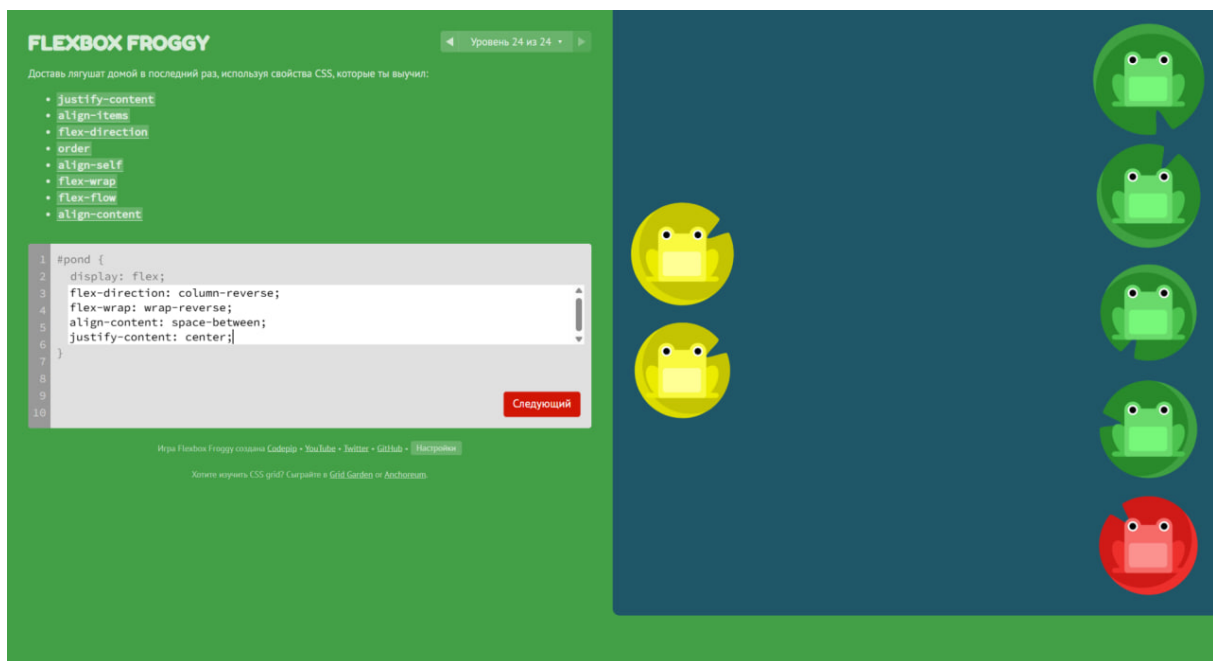 FLEXBOX FROGGY
Уровень 24 из 24
Доставь лягушат домой в последний раз, используя свойства CSS, которые ты выучил:
justify-content
align-items
flex-direction
order
align-self
flex-wrap
flex-flow
align-content
1 #pond {
2 display: flex;
3 flex-direction: column-reverse;
4 flex-wrap: wrap-reverse;
5 align-content: space-between;
6 justify-content: center;
7 }
8
9
10
Следующий
Игра Flexbox Froggy создана Codepip • YouTube • Twitter • GitHub • Настройки
Хотите изучить CSS grid? Сыграйте в Grid Garden or Anchoreum.